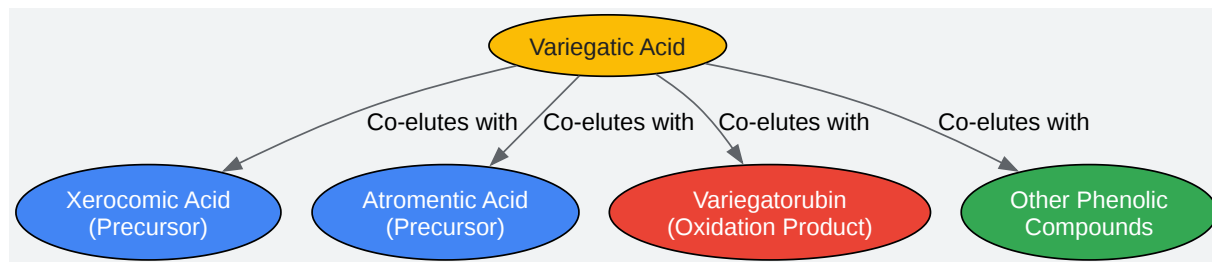 Variegatic Acid
Co-elutes with
Co-elutes with
Co-elutes with
Co-elutes with
Xerocomic Acid
(Precursor)
Atromentic Acid
(Precursor)
Variegatorubin
(Oxidation Product)
Other Phenolic
Compounds